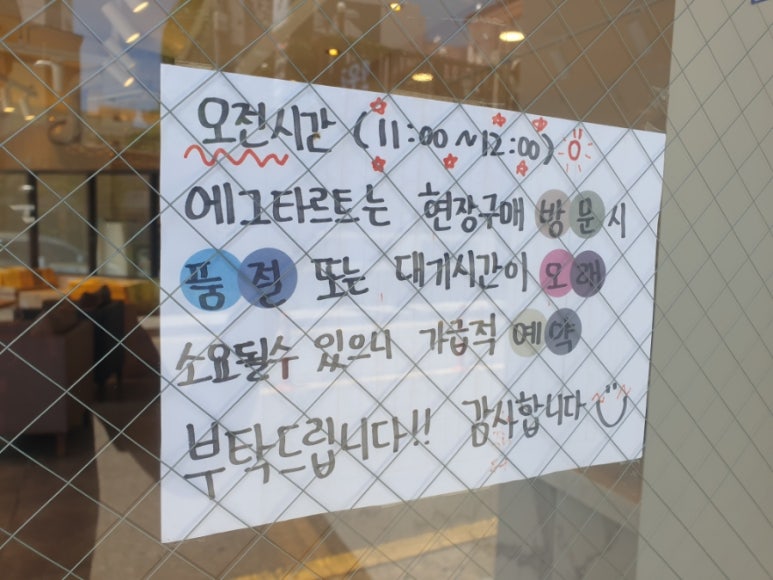 오전시간 (11:00~12:00)
에그타르트는 현장구매 방문시
품절 또는 대기시간이 오래
소요될수 있으니 가급적 예약
부탁드립니다!! 감사합니다